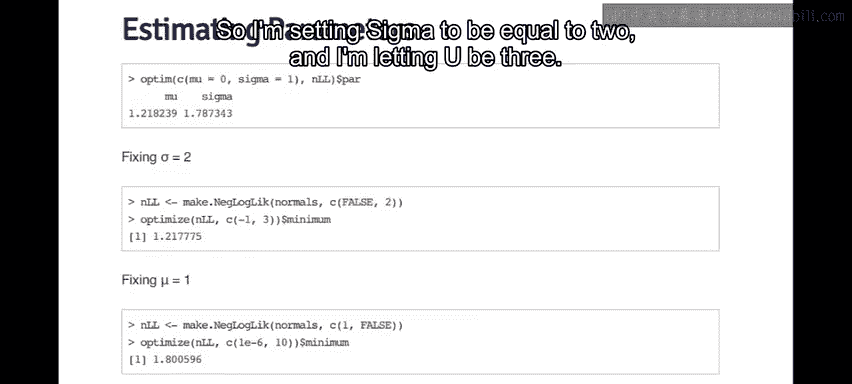 Estimating Parameters
So I'm setting Sigma to be equal to two,
and I'm letting U be three.
> optim(c(mu = 0, sigma = 1), nLL)$par
mu sigma
1.218239 1.787343
Fixing σ = 2
> nLL <- make.NegLogLik(normals, c(FALSE, 2))
> optimize(nLL, c(-1, 3))$minimum
[1] 1.217775
Fixing μ = 1
> nLL <- make.NegLogLik(normals, c(1, FALSE))
> optimize(nLL, c(1e-6, 10))$minimum
[1] 1.800596